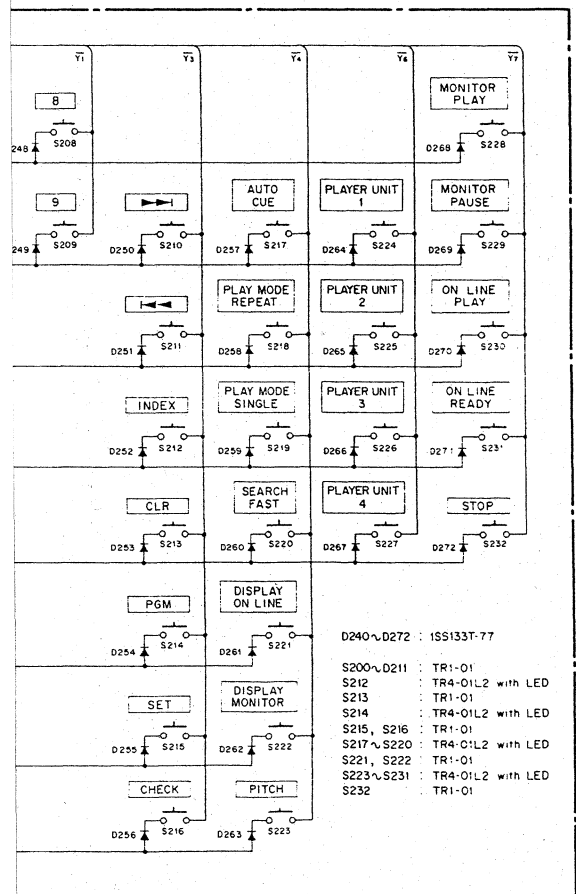 Y1 Y3 Y4 Y6 Y7
8 MONITOR
PLAY
248 S208 D268 S228
9 AUTO
CUE PLAYER UNIT
1 MONITOR
PAUSE
249 S209 D250 S210 D257 S217 D264 S224 D269 S229
PLAY MODE
REPEAT PLAYER UNIT
2 ON LINE
PLAY
D251 S211 D258 S218 D265 S225 D270 S230
INDEX PLAY MODE
SINGLE PLAYER UNIT
3 ON LINE
READY
D252 S212 D259 S219 D266 S226 D271 S231
CLR SEARCH
FAST PLAYER UNIT
4 STOP
D253 S213 D260 S220 D267 S227 D272 S232
PGM DISPLAY
ON LINE
D254 S214 D261 S221
SET DISPLAY
MONITOR
D255 S215 D262 S222
CHECK PITCH
D256 S216 D263 S223
D240~D272 : 1SS133T-77
S200~D211 : TR1-01
S212 : TR4-01L2 with LED
S213 : TR1-01
S214 : TR4-01L2 with LED
S215, S216 : TR1-01
S217~S220 : TR4-01L2 with LED
S221, S222 : TR1-01
S223~S231 : TR4-01L2 with LED
S232 : TR1-01